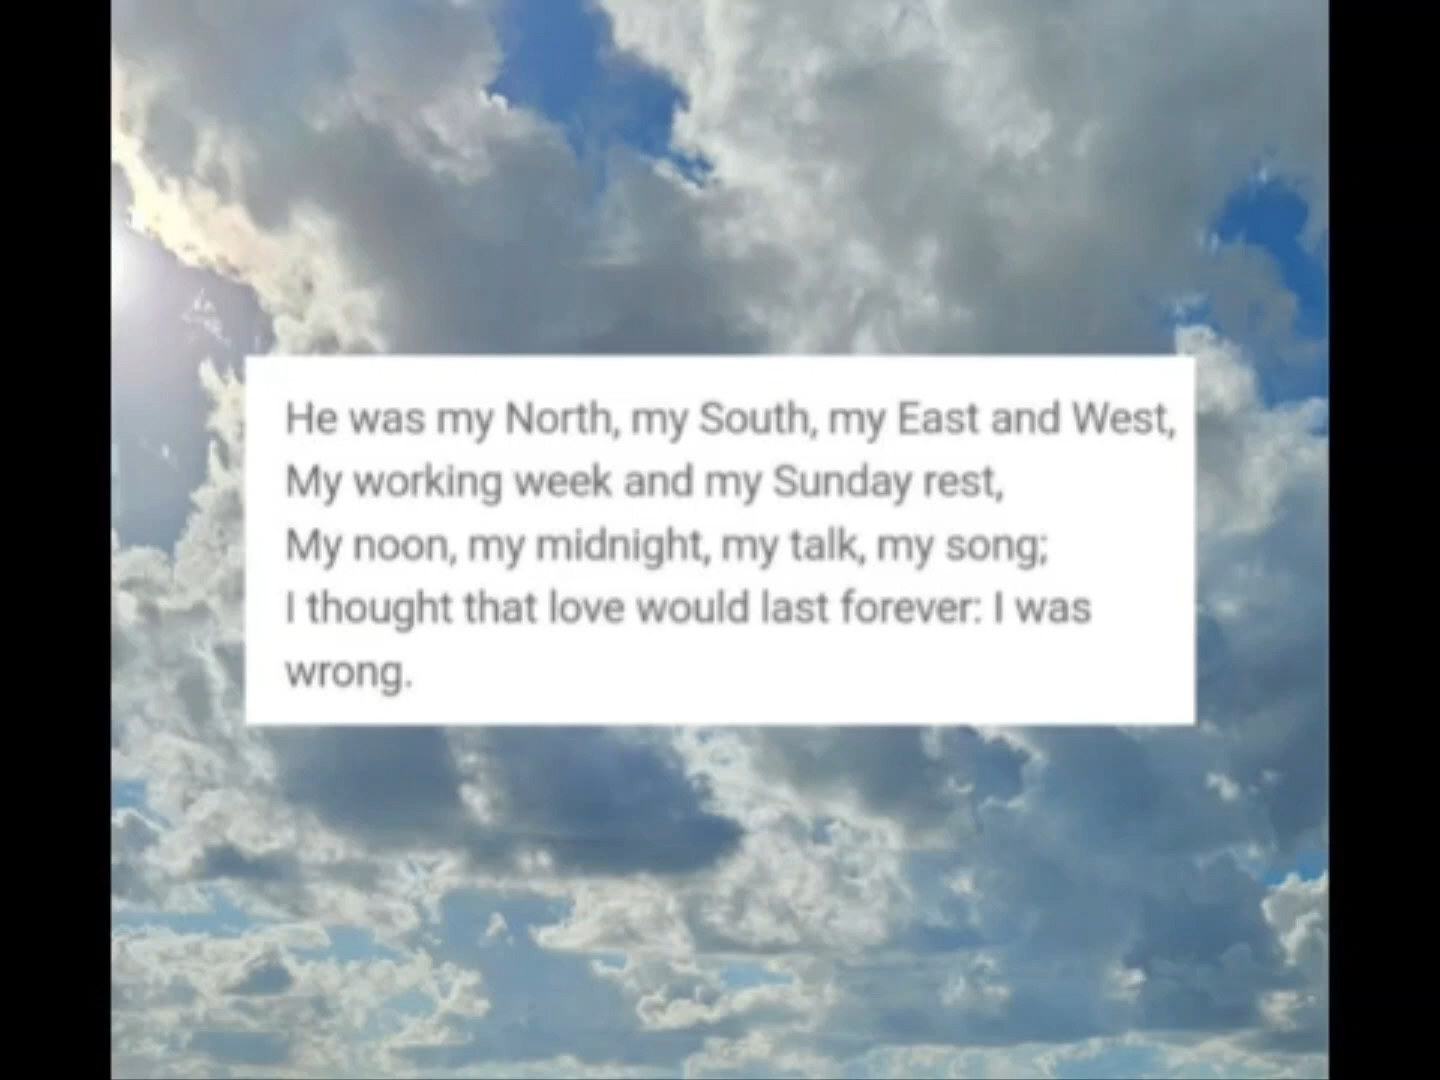 He was my North, my South, my East and West,
My working week and my Sunday rest,
My noon, my midnight, my talk, my song;
I thought that love would last forever: I was
wrong.